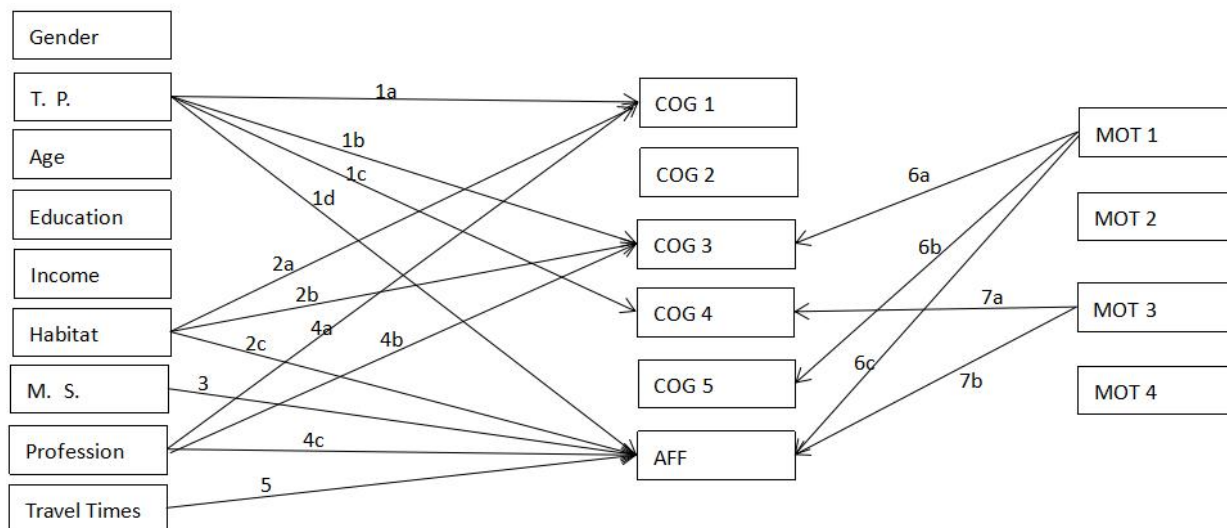 Gender
T. P.
Age
Education
Income
Habitat
M. S.
Profession
Travel Times
1a
1b
1c
1d
2a
2b
2c
3
4a
4b
4c
5
COG 1
COG 2
COG 3
COG 4
COG 5
AFF
6a
6b
6c
7a
7b
MOT 1
MOT 2
MOT 3
MOT 4